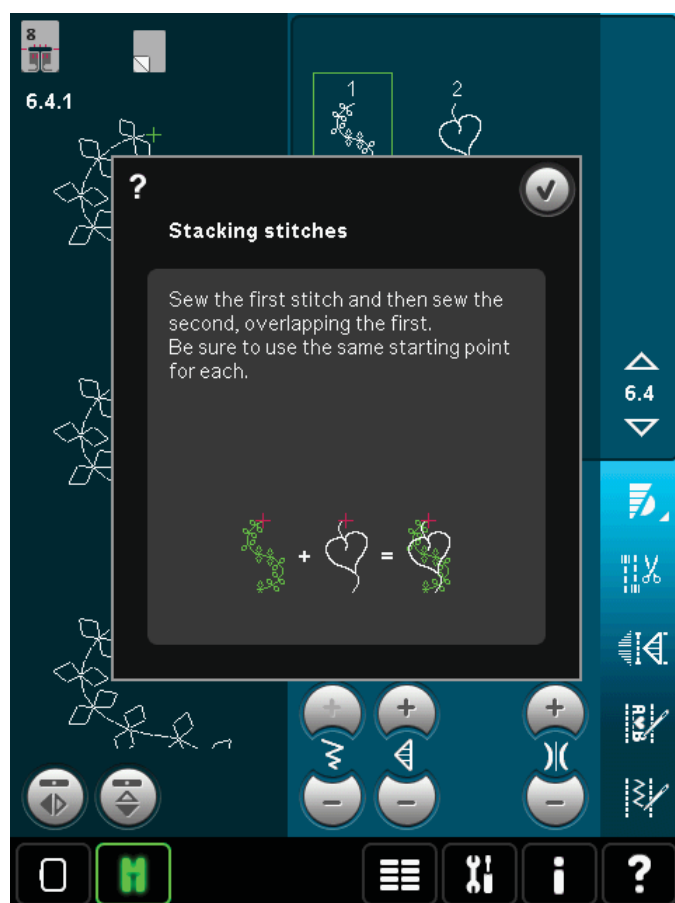 8
6.4.1
1 2
?
Stacking stitches
Sew the first stitch and then sew the
second, overlapping the first.
Be sure to use the same starting point
for each.
+ =
6.4
A♥B
i ?